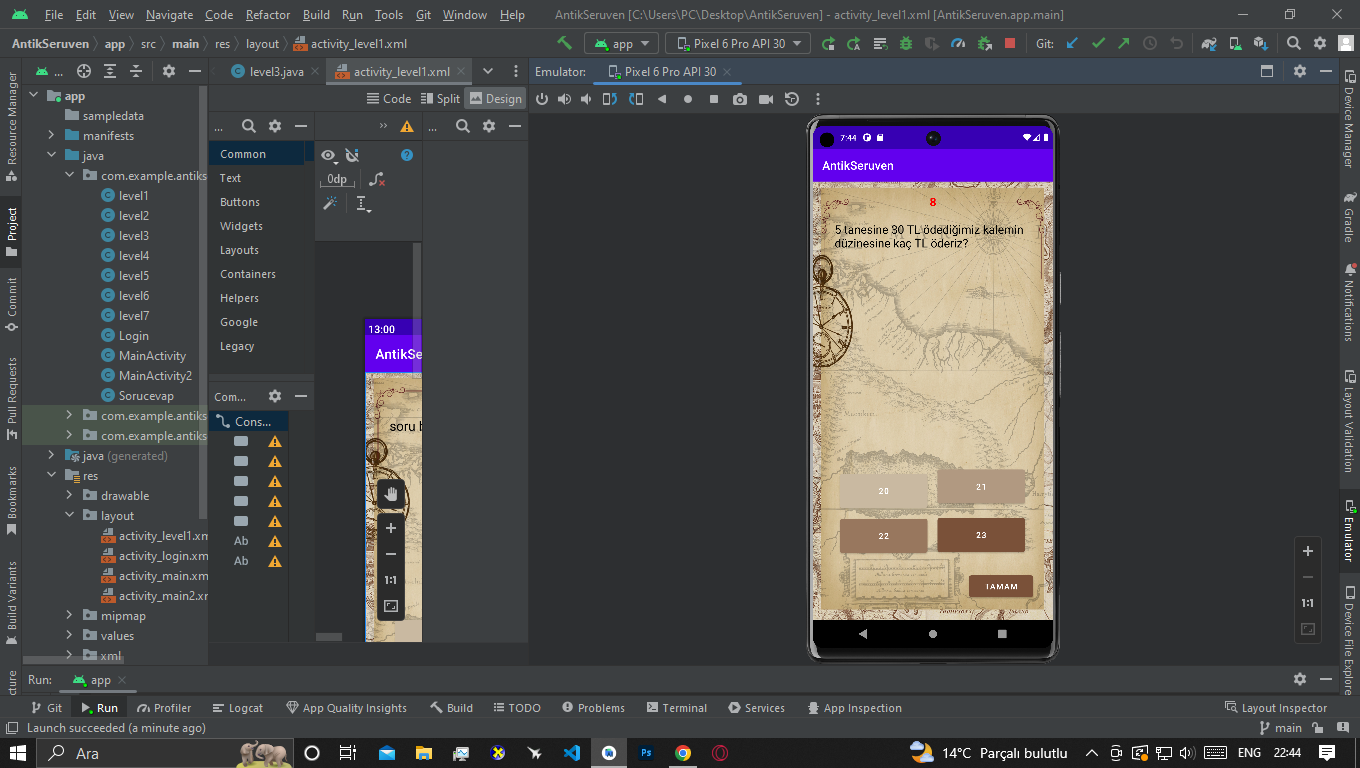 File Edit View Navigate Code Refactor Build Run Tools Git Window Help AntikSeruven [C:\Users\PC\Desktop\AntikSeruven] - activity_level1.xml [AntikSeruven.app.main]
AntikSeruven app src main res layout activity_level1.xml app Pixel 6 Pro API 30 Git:
... level3.java activity_level1.xml Emulator: Pixel 6 Pro API 30
Code Split Design
Resource Manager
Project
Commit
Pull Requests
Bookmarks
Build Variants
cture
app
sampledata
manifests
java
com.example.antiks
level1
level2
level3
level4
level5
level6
level7
Login
MainActivity
MainActivity2
Sorucevap
com.example.antiks
com.example.antiks
java (generated)
res
drawable
layout
activity_level1.xm
activity_login.xm
activity_main.xm
activity_main2.xm
mipmap
values
xml
... » ...
Common
Text
Buttons
Widgets
Layouts
Containers
Helpers
Google
Legacy
0dp
Com...
Cons...
Ab
Ab
13:00
AntikSe
soru b
1:1
7:44
AntikSeruven
8
5 tanesine 30 TL ödediğimiz kalemin
düzinesine kaç TL öderiz?
20 21
22 23
TAMAM
1:1
Device Manager
Gradle
Notifications
Layout Validation
Emulator
Device File Explore
Run: app
Git Run Profiler Logcat App Quality Insights Build TODO Problems Terminal Services App Inspection Layout Inspector
Launch succeeded (a minute ago) main
Ara Ps 14°C Parçalı bulutlu ENG 22:44